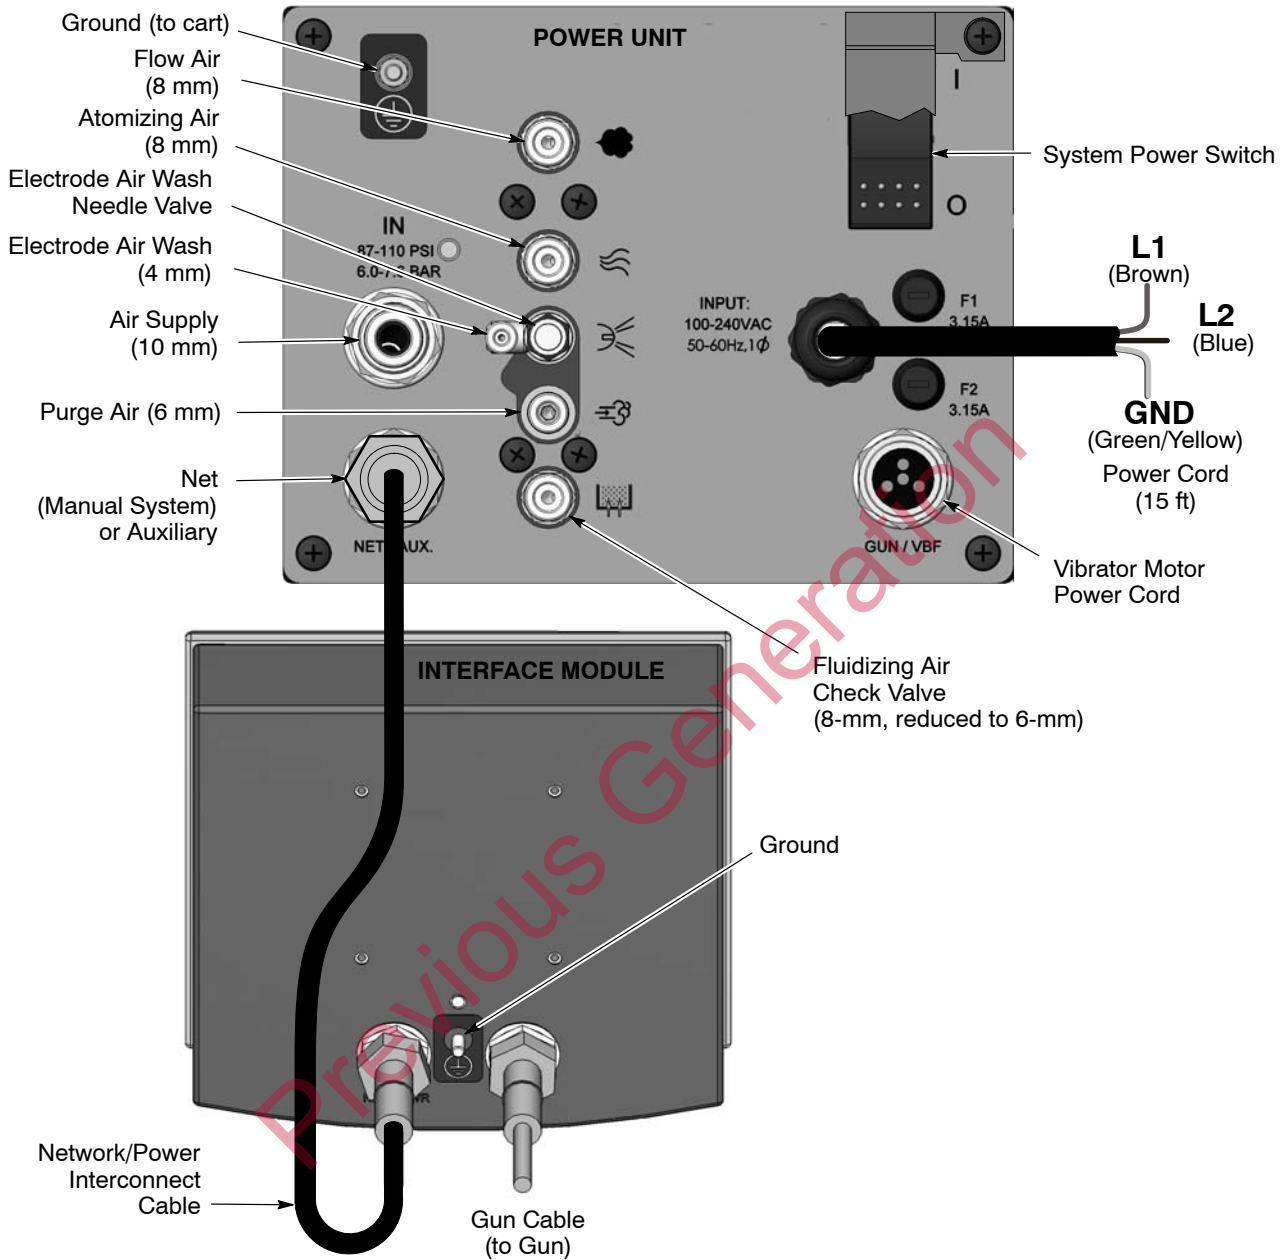 POWER UNIT
Ground (to cart)
Flow Air
(8 mm)
Atomizing Air
(8 mm)
Electrode Air Wash
Needle Valve
Electrode Air Wash
(4 mm)
Air Supply
(10 mm)
Purge Air (6 mm)
Net
(Manual System)
or Auxiliary
IN
87-110 PSI
6.0-7.6 BAR
NET AUX.
I
O
System Power Switch
INPUT:
100-240VAC
50-60Hz,1ϕ
F1
3.15A
F2
3.15A
L1
(Brown)
L2
(Blue)
GND
(Green/Yellow)
Power Cord
(15 ft)
GUN / VBF
Vibrator Motor
Power Cord
Fluidizing Air
Check Valve
(8-mm, reduced to 6-mm)
INTERFACE MODULE
Ground
Network/Power
Interconnect
Cable
Gun Cable
(to Gun)
Previous Generation